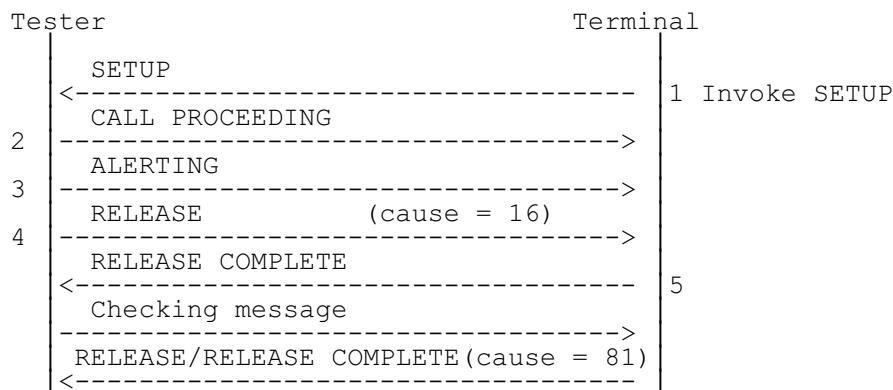 Tester Terminal
SETUP
<----------------------------------- 1 Invoke SETUP
CALL PROCEEDING
2 ----------------------------------->
ALERTING
3 ----------------------------------->
RELEASE (cause = 16)
4 ----------------------------------->
RELEASE COMPLETE
<----------------------------------- 5
Checking message
----------------------------------->
RELEASE/RELEASE COMPLETE(cause = 81)
<-----------------------------------